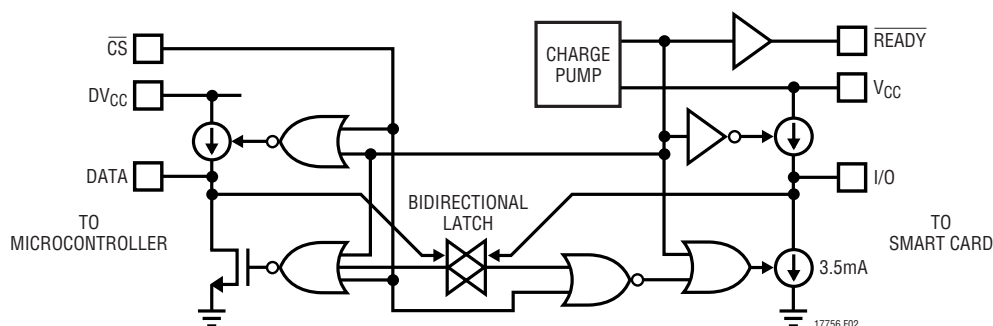 CS
CHARGE
PUMP
READY
DVCC
VCC
DATA
I/O
BIDIRECTIONAL
LATCH
TO
MICROCONTROLLER
TO
SMART CARD
3.5mA
17756 F02